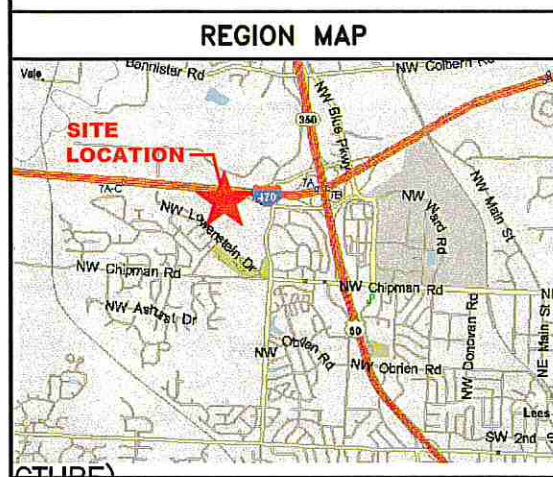 REGION MAP
Bannister Rd
NW Colbern
Vale
350
NW Blue Pkwy
SITE
LOCATION
7A-C
470
7A
7B
NW Lowenstein Dr
NW Ward Rd
NW Main St
NW Chipman Rd
NW Chipman Rd
NW Ashurst Dr
50
NW Obrien Rd
NW Obrien Rd
NW Donovan Rd
NE Main St
Lees
SW 2nd
CTURE)